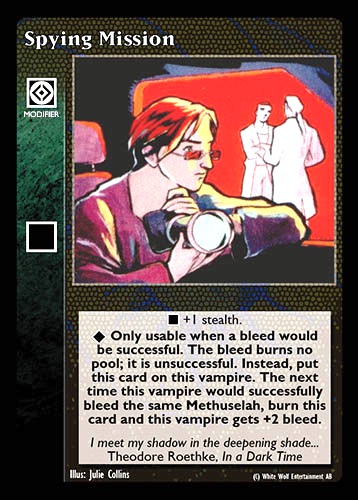 Spying Mission
MODIFIER
■ +1 stealth.
◆ Only usable when a bleed would
be successful. The bleed burns no
pool; it is unsuccessful. Instead, put
this card on this vampire. The next
time this vampire would successfully
bleed the same Methuselah, burn this
card and this vampire gets +2 bleed.
I meet my shadow in the deepening shade...
Theodore Roethke, In a Dark Time
Illus: Julie Collins
(C) White Wolf Entertainment AB